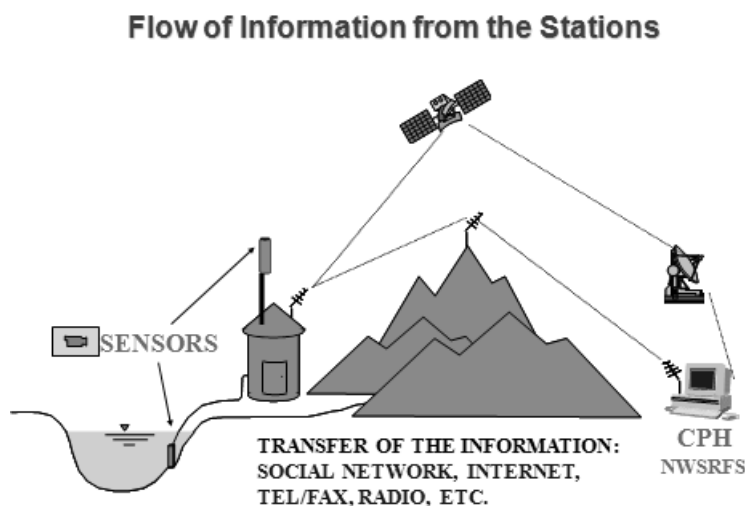 Flow of Information from the Stations
SENSORS
CPH
NWSRFS
TRANSFER OF THE INFORMATION:
SOCIAL NETWORK, INTERNET,
TEL/FAX, RADIO, ETC.